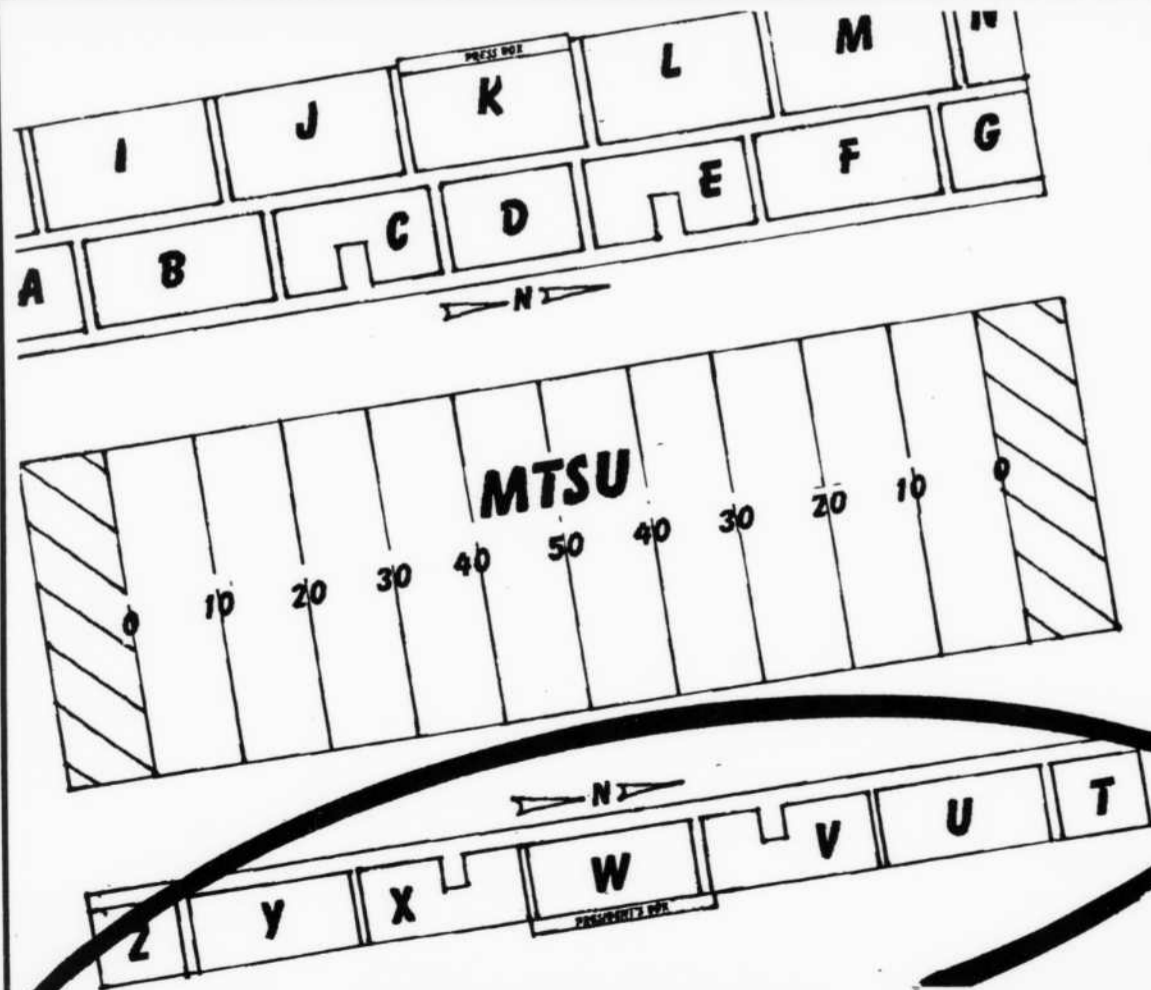 PRESS BOX
I J K L M N
A B C D E F G
N
MTSU
0 10 20 30 40 50 40 30 20 10 0
N
Z Y X W V U T
PRESIDENT'S BOX